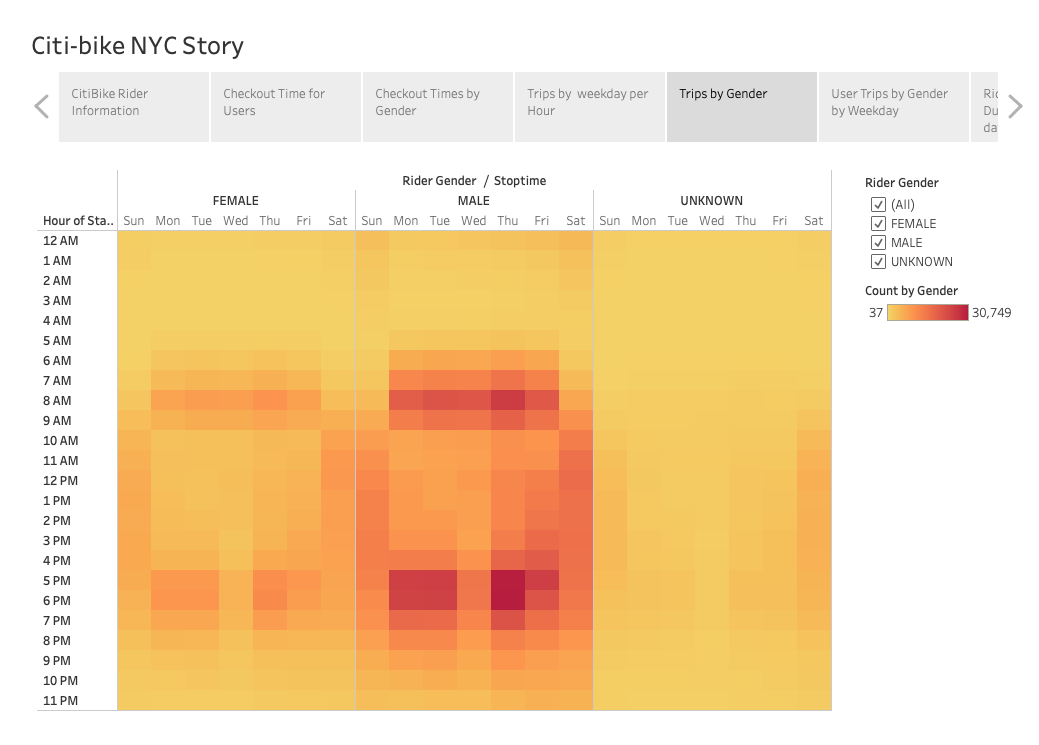 Citi-bike NYC Story
CitiBike Rider
Information
Checkout Time for
Users
Checkout Times by
Gender
Trips by weekday per
Hour
Trips by Gender
User Trips by Gender
by Weekday
Ric
Du
da
Rider Gender / Stoptime
FEMALE MALE UNKNOWN
Hour of Sta.. Sun Mon Tue Wed Thu Fri Sat Sun Mon Tue Wed Thu Fri Sat Sun Mon Tue Wed Thu Fri Sat
12 AM
1 AM
2 AM
3 AM
4 AM
5 AM
6 AM
7 AM
8 AM
9 AM
10 AM
11 AM
12 PM
1 PM
2 PM
3 PM
4 PM
5 PM
6 PM
7 PM
8 PM
9 PM
10 PM
11 PM
Rider Gender
(All)
FEMALE
MALE
UNKNOWN
Count by Gender
37 30,749